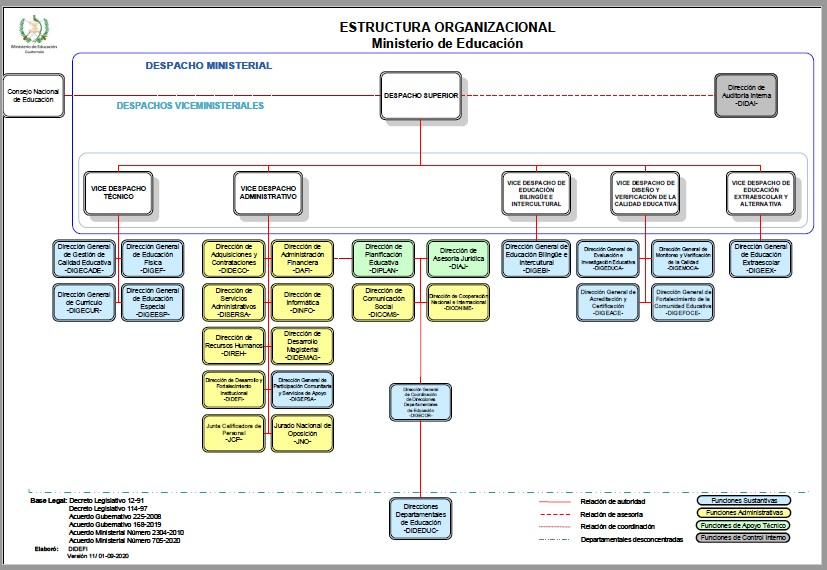 ESTRUCTURA ORGANIZACIONAL
Ministerio de Educación
Ministerio de Educación
Guatemala
DESPACHO MINISTERIAL
Consejo Nacional
de Educación
DESPACHOS VICEMINISTERIALES
DESPACHO SUPERIOR
Dirección de
Auditoría Interna
-DIDAI-
VICE DESPACHO
TÉCNICO
VICE DESPACHO
ADMINISTRATIVO
VICE DESPACHO DE
EDUCACIÓN
BILINGÜE E
INTERCULTURAL
VICE DESPACHO DE
DISEÑO Y
VERIFICACIÓN DE LA
CALIDAD EDUCATIVA
VICE DESPACHO DE
EDUCACIÓN
EXTRAESCOLAR Y
ALTERNATIVA
Dirección General
de Gestión de
Calidad Educativa
-DIGECADE-
Dirección General
de Educación
Física
-DIGEF-
Dirección General
de Currículo
-DIGECUR-
Dirección General
de Educación
Especial
-DIGEESP-
Dirección de
Adquisiciones y
Contrataciones
-DIDECO-
Dirección de
Administración
Financiera
-DAFI-
Dirección de
Servicios
Administrativos
-DISERSA-
Dirección de
Informática
-DINFO-
Dirección de
Recursos Humanos
-DIREH-
Dirección de
Desarrollo
Magisterial
-DIDEMAG-
Dirección de Desarrollo y
Fortalecimiento
Institucional
-DIDEFI-
Dirección General de
Participación Comunitaria
y Servicios de Apoyo
-DIGEPSA-
Junta Calificadora de
Personal
-JCP-
Jurado Nacional de
Oposición
-JNO-
Dirección de
Planificación
Educativa
-DIPLAN-
Dirección de
Asesoría Jurídica
-DIAJ-
Dirección de
Comunicación
Social
-DICOMS-
Dirección de Cooperación
Nacional e Internacional
-DICONIME-
Dirección General de
Educación Bilingüe e
Intercultural
-DIGEBI-
Dirección General de
Evaluación e
Investigación Educativa
-DIGEDUCA-
Dirección General de
Monitoreo y Verificación
de la Calidad
-DIGEMOCA-
Dirección General de
Acreditación y
Certificación
-DIGEACE-
Dirección General de
Fortalecimiento de la
Comunidad Educativa
-DIGEFOCE-
Dirección General de
Educación
Extraescolar
-DIGEEX-
Dirección General
de Coordinación
de Direcciones
Departamentales
de Educación
-DIGECOR-
Direcciones
Departamentales
de Educación
-DIDEDUC-
Base Legal: Decreto Legislativo 12-91
Decreto Legislativo 114-97
Acuerdo Gubernativo 225-2008
Acuerdo Gubernativo 168-2019
Acuerdo Ministerial Número 2304-2010
Acuerdo Ministerial Número 705-2020
Elaboró: DIDEFI
Versión 11/ 01-09-2020
Relación de autoridad
Relación de asesoría
Relación de coordinación
Departamentales desconcentradas
Funciones Sustantivas
Funciones Administrativas
Funciones de Apoyo Técnico
Funciones de Control Interno